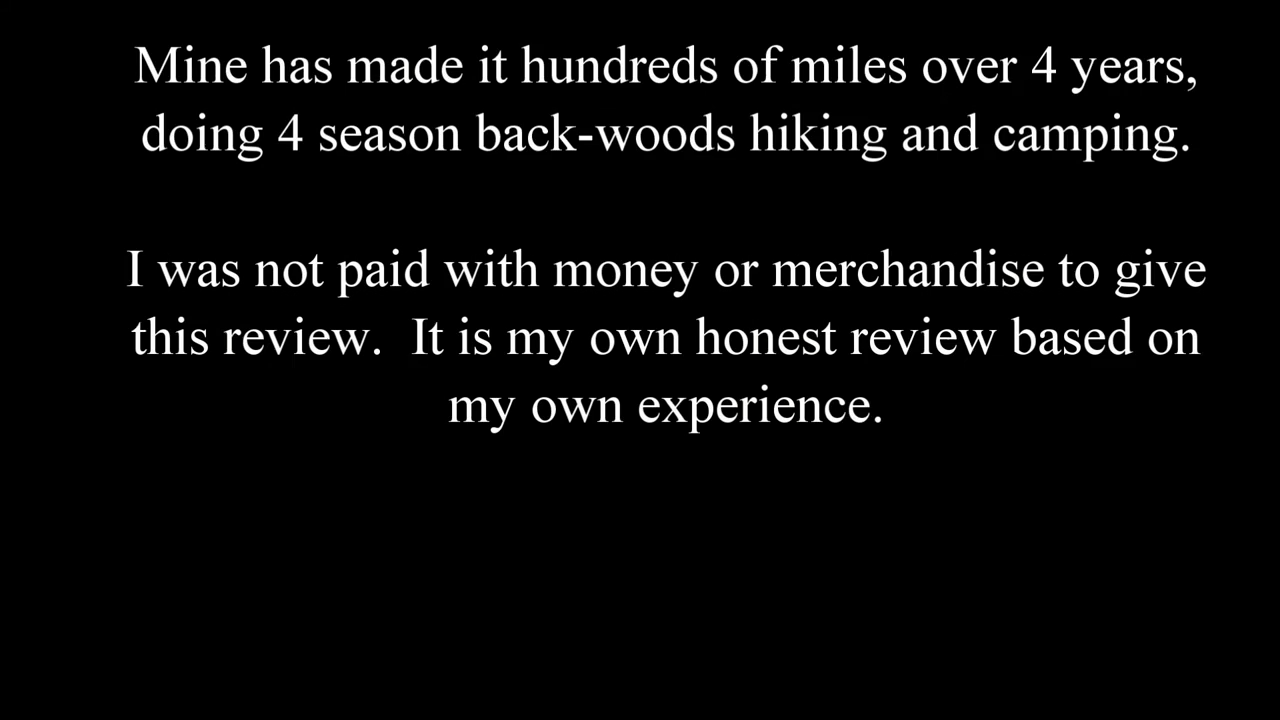 Mine has made it hundreds of miles over 4 years,
doing 4 season back-woods hiking and camping.
I was not paid with money or merchandise to give
this review.  It is my own honest review based on
my own experience.